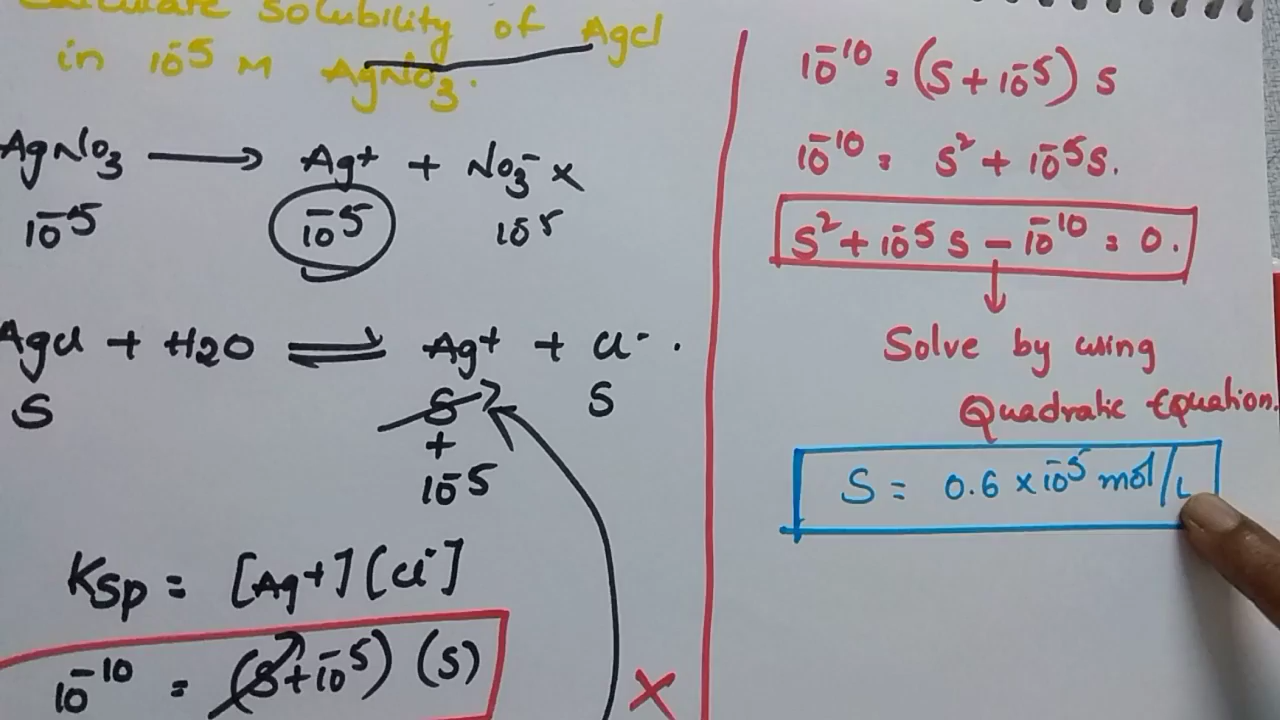 Calculate solubility of Agcl
in 10⁻⁵ M AgNO₃.
AgNO₃ ⟶ Ag⁺ + NO₃⁻ x
10⁻⁵ 10⁻⁵ 10⁻⁵
Agcl + H2O ⇌ Ag⁺ + cl⁻.
S S S
+
10⁻⁵
Ksp = [Ag⁺][cl⁻]
10⁻¹⁰ = (S+10⁻⁵) (S)
X
10⁻¹⁰ = (S+10⁻⁵) S
10⁻¹⁰ = S² + 10⁻⁵S.
S² + 10⁻⁵ S − 10⁻¹⁰ = 0.
Solve by using
Quadratic Equation.
S = 0.6 × 10⁻⁵ mol/L